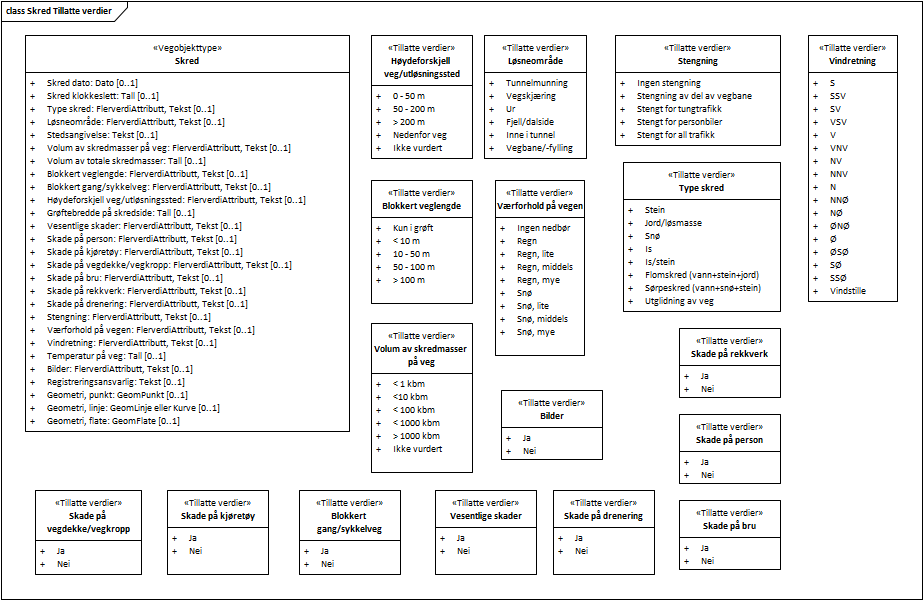 class Skred Tillatte verdier
«Vegobjekttype»
Skred
+ Skred dato: Dato [0..1]
+ Skred klokkeslett: Tall [0..1]
+ Type skred: FlerverdiAttributt, Tekst [0..1]
+ Løsneområde: FlerverdiAttributt, Tekst [0..1]
+ Stedsangivelse: Tekst [0..1]
+ Volum av skredmasser på veg: FlerverdiAttributt, Tekst [0..1]
+ Volum av totale skredmasser: Tall [0..1]
+ Blokkert veglengde: FlerverdiAttributt, Tekst [0..1]
+ Blokkert gang/sykkelveg: FlerverdiAttributt, Tekst [0..1]
+ Høydeforskjell veg/utløsningssted: FlerverdiAttributt, Tekst [0..1]
+ Grøftebredde på skredside: Tall [0..1]
+ Vesentlige skader: FlerverdiAttributt, Tekst [0..1]
+ Skade på person: FlerverdiAttributt, Tekst [0..1]
+ Skade på kjøretøy: FlerverdiAttributt, Tekst [0..1]
+ Skade på vegdekke/vegkropp: FlerverdiAttributt, Tekst [0..1]
+ Skade på bru: FlerverdiAttributt, Tekst [0..1]
+ Skade på rekkverk: FlerverdiAttributt, Tekst [0..1]
+ Skade på drenering: FlerverdiAttributt, Tekst [0..1]
+ Stengning: FlerverdiAttributt, Tekst [0..1]
+ Værforhold på vegen: FlerverdiAttributt, Tekst [0..1]
+ Vindretning: FlerverdiAttributt, Tekst [0..1]
+ Temperatur på veg: Tall [0..1]
+ Bilder: FlerverdiAttributt, Tekst [0..1]
+ Registreringsansvarlig: Tekst [0..1]
+ Geometri, punkt: GeomPunkt [0..1]
+ Geometri, linje: GeomLinje eller Kurve [0..1]
+ Geometri, flate: GeomFlate [0..1]
«Tillatte verdier»
Høydeforskjell
veg/utløsningssted
+ 0 - 50 m
+ 50 - 200 m
+ > 200 m
+ Nedenfor veg
+ Ikke vurdert
«Tillatte verdier»
Løsneområde
+ Tunnelmunning
+ Vegskjæring
+ Ur
+ Fjell/dalside
+ Inne i tunnel
+ Vegbane/-fylling
«Tillatte verdier»
Stengning
+ Ingen stengning
+ Stengning av del av vegbane
+ Stengt for tungtrafikk
+ Stengt for personbiler
+ Stengt for all trafikk
«Tillatte verdier»
Vindretning
+ S
+ SSV
+ SV
+ VSV
+ V
+ VNV
+ NV
+ NNV
+ N
+ NNØ
+ NØ
+ ØNØ
+ Ø
+ ØSØ
+ SØ
+ SSØ
+ Vindstille
«Tillatte verdier»
Blokkert veglengde
+ Kun i grøft
+ < 10 m
+ 10 - 50 m
+ 50 - 100 m
+ > 100 m
«Tillatte verdier»
Værforhold på vegen
+ Ingen nedbør
+ Regn
+ Regn, lite
+ Regn, middels
+ Regn, mye
+ Snø
+ Snø, lite
+ Snø, middels
+ Snø, mye
«Tillatte verdier»
Type skred
+ Stein
+ Jord/løsmasse
+ Snø
+ Is
+ Is/stein
+ Flomskred (vann+stein+jord)
+ Sørpeskred (vann+snø+stein)
+ Utglidning av veg
«Tillatte verdier»
Volum av skredmasser
på veg
+ < 1 kbm
+ <10 kbm
+ < 100 kbm
+ < 1000 kbm
+ > 1000 kbm
+ Ikke vurdert
«Tillatte verdier»
Bilder
+ Ja
+ Nei
«Tillatte verdier»
Skade på rekkverk
+ Ja
+ Nei
«Tillatte verdier»
Skade på person
+ Ja
+ Nei
«Tillatte verdier»
Skade på
vegdekke/vegkropp
+ Ja
+ Nei
«Tillatte verdier»
Skade på kjøretøy
+ Ja
+ Nei
«Tillatte verdier»
Blokkert
gang/sykkelveg
+ Ja
+ Nei
«Tillatte verdier»
Vesentlige skader
+ Ja
+ Nei
«Tillatte verdier»
Skade på drenering
+ Ja
+ Nei
«Tillatte verdier»
Skade på bru
+ Ja
+ Nei